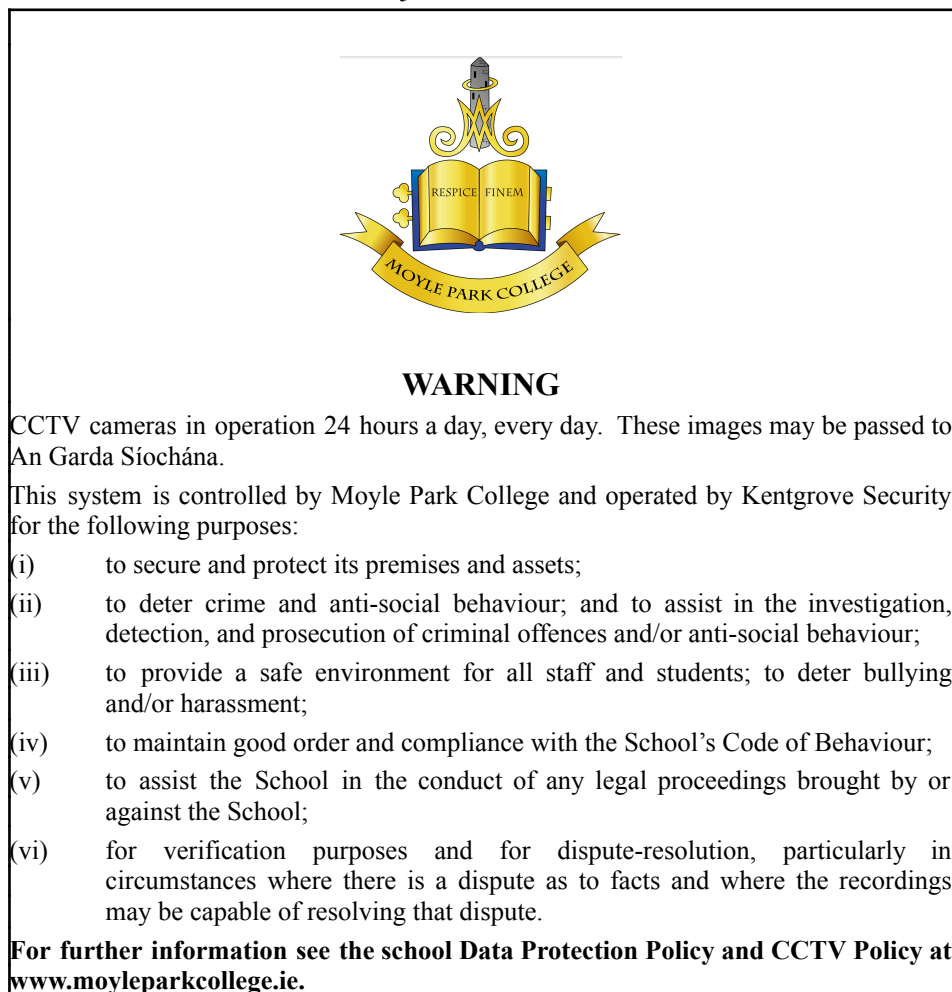 RESPICE FINEM
MOYLE PARK COLLEGE
WARNING
CCTV cameras in operation 24 hours a day, every day. These images may be passed to
An Garda Síochána.
This system is controlled by Moyle Park College and operated by Kentgrove Security
for the following purposes:
(i) to secure and protect its premises and assets;
(ii) to deter crime and anti-social behaviour; and to assist in the investigation,
detection, and prosecution of criminal offences and/or anti-social behaviour;
(iii) to provide a safe environment for all staff and students; to deter bullying
and/or harassment;
(iv) to maintain good order and compliance with the School’s Code of Behaviour;
(v) to assist the School in the conduct of any legal proceedings brought by or
against the School;
(vi) for verification purposes and for dispute-resolution, particularly in
circumstances where there is a dispute as to facts and where the recordings
may be capable of resolving that dispute.
For further information see the school Data Protection Policy and CCTV Policy at
www.moyleparkcollege.ie.